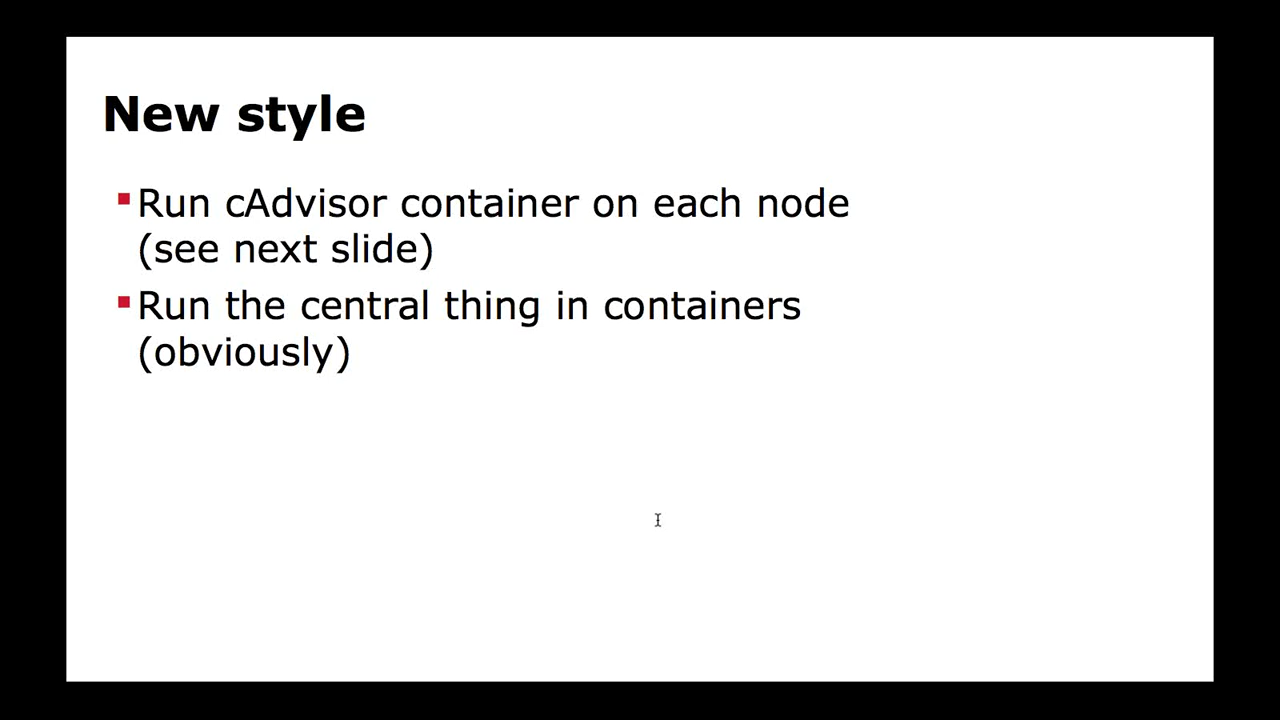 New style
Run cAdvisor container on each node
(see next slide)
Run the central thing in containers
(obviously)